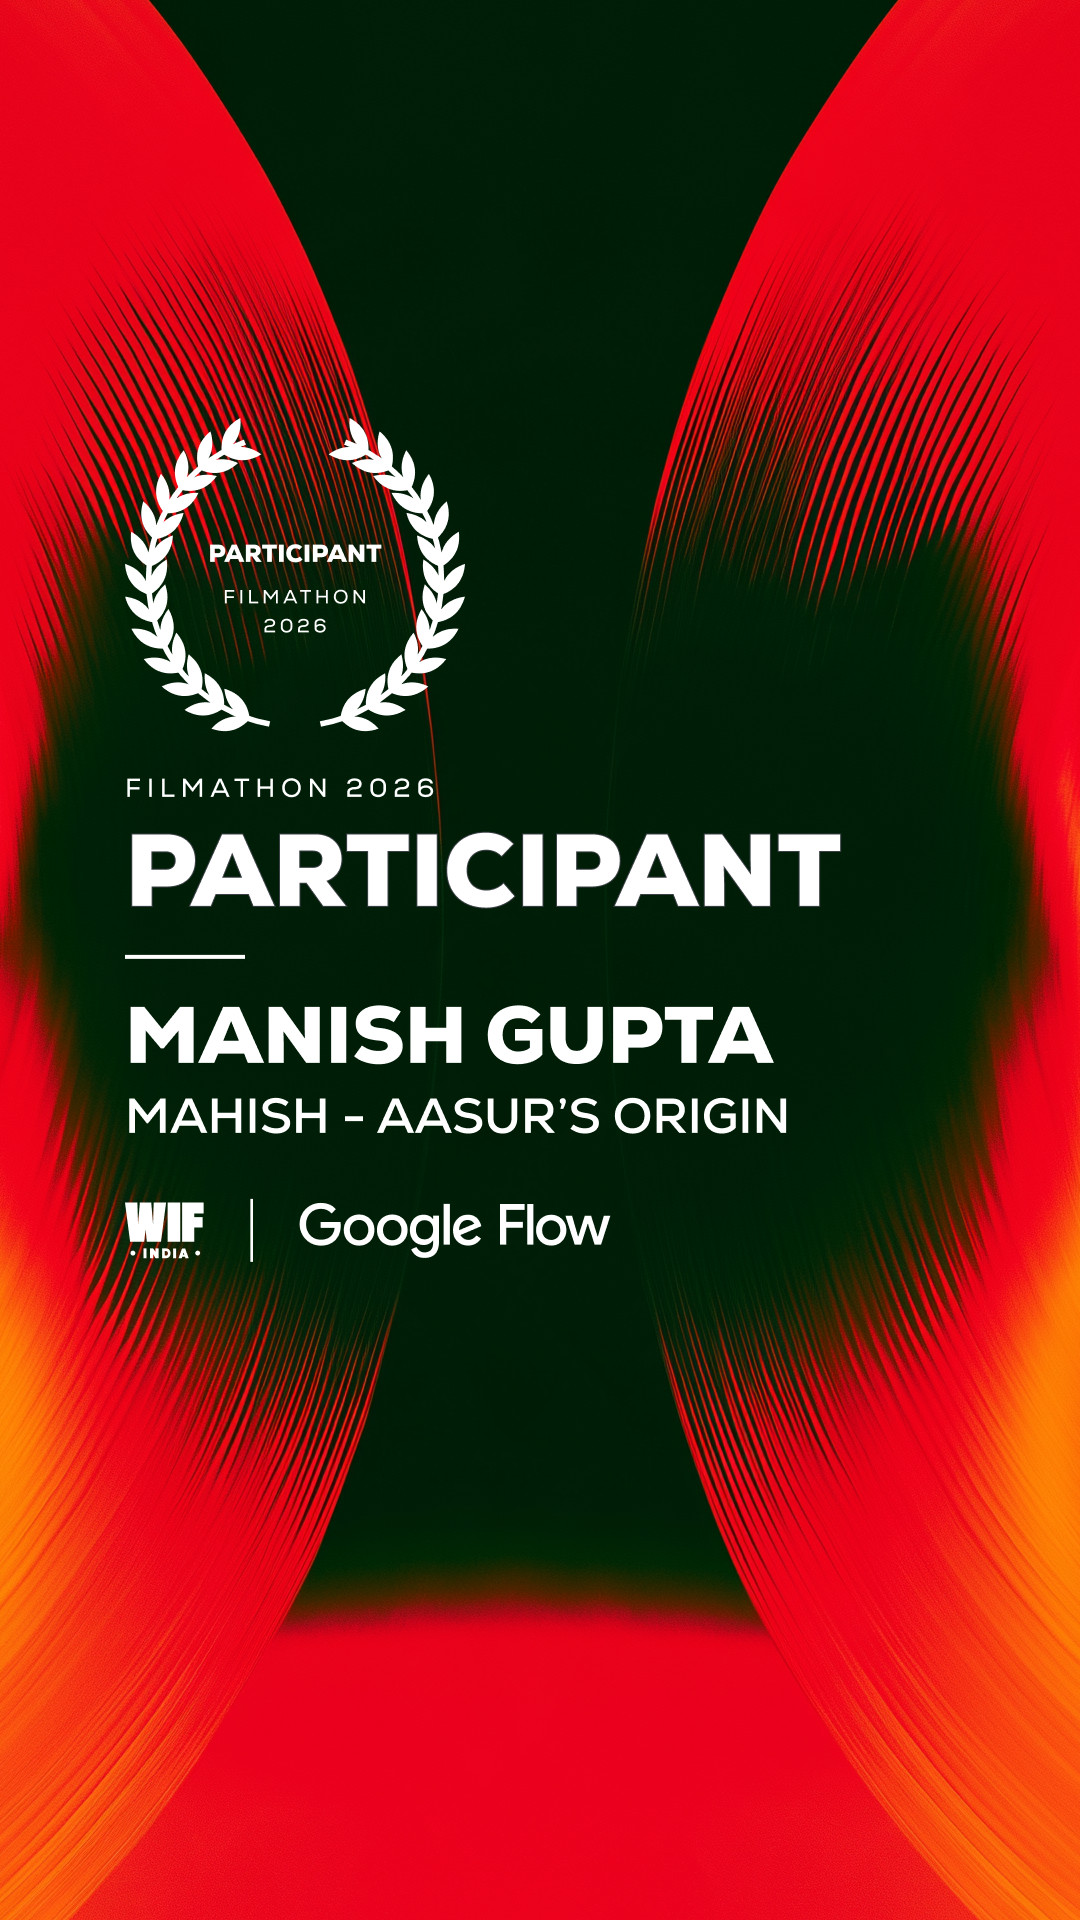 PARTICIPANT
FILMATHON
2026
FILMATHON 2026
PARTICIPANT
MANISH GUPTA
MAHISH - AASUR’S ORIGIN
WIF
• INDIA •
Google Flow